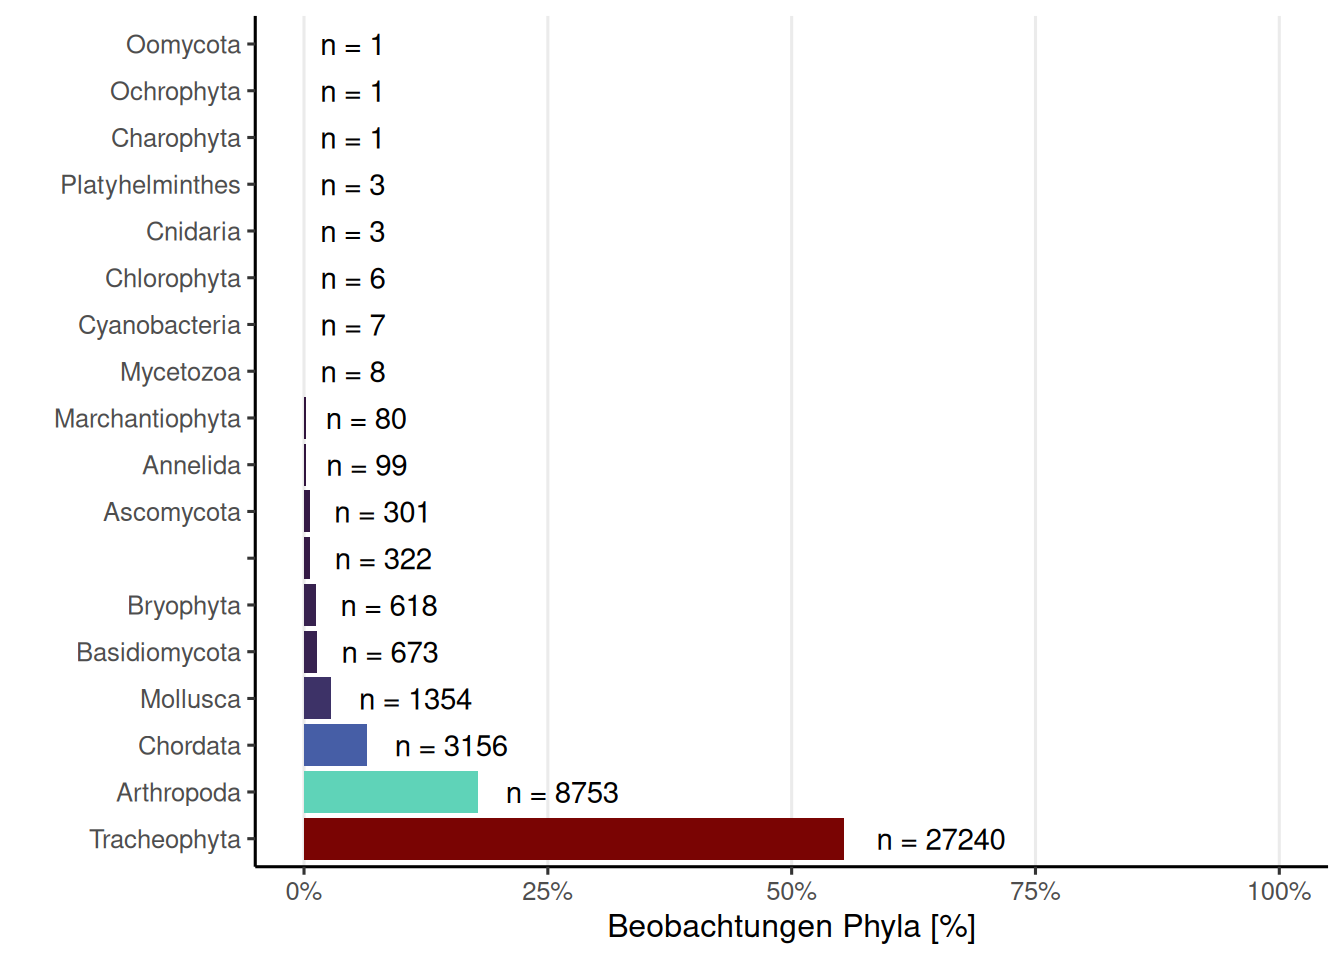 Oomycota n = 1
Ochrophyta n = 1
Charophyta n = 1
Platyhelminthes n = 3
Cnidaria n = 3
Chlorophyta n = 6
Cyanobacteria n = 7
Mycetozoa n = 8
Marchantiophyta n = 80
Annelida n = 99
Ascomycota n = 301
n = 322
Bryophyta n = 618
Basidiomycota n = 673
Mollusca n = 1354
Chordata n = 3156
Arthropoda n = 8753
Tracheophyta n = 27240
0% 25% 50% 75% 100%
Beobachtungen Phyla [%]